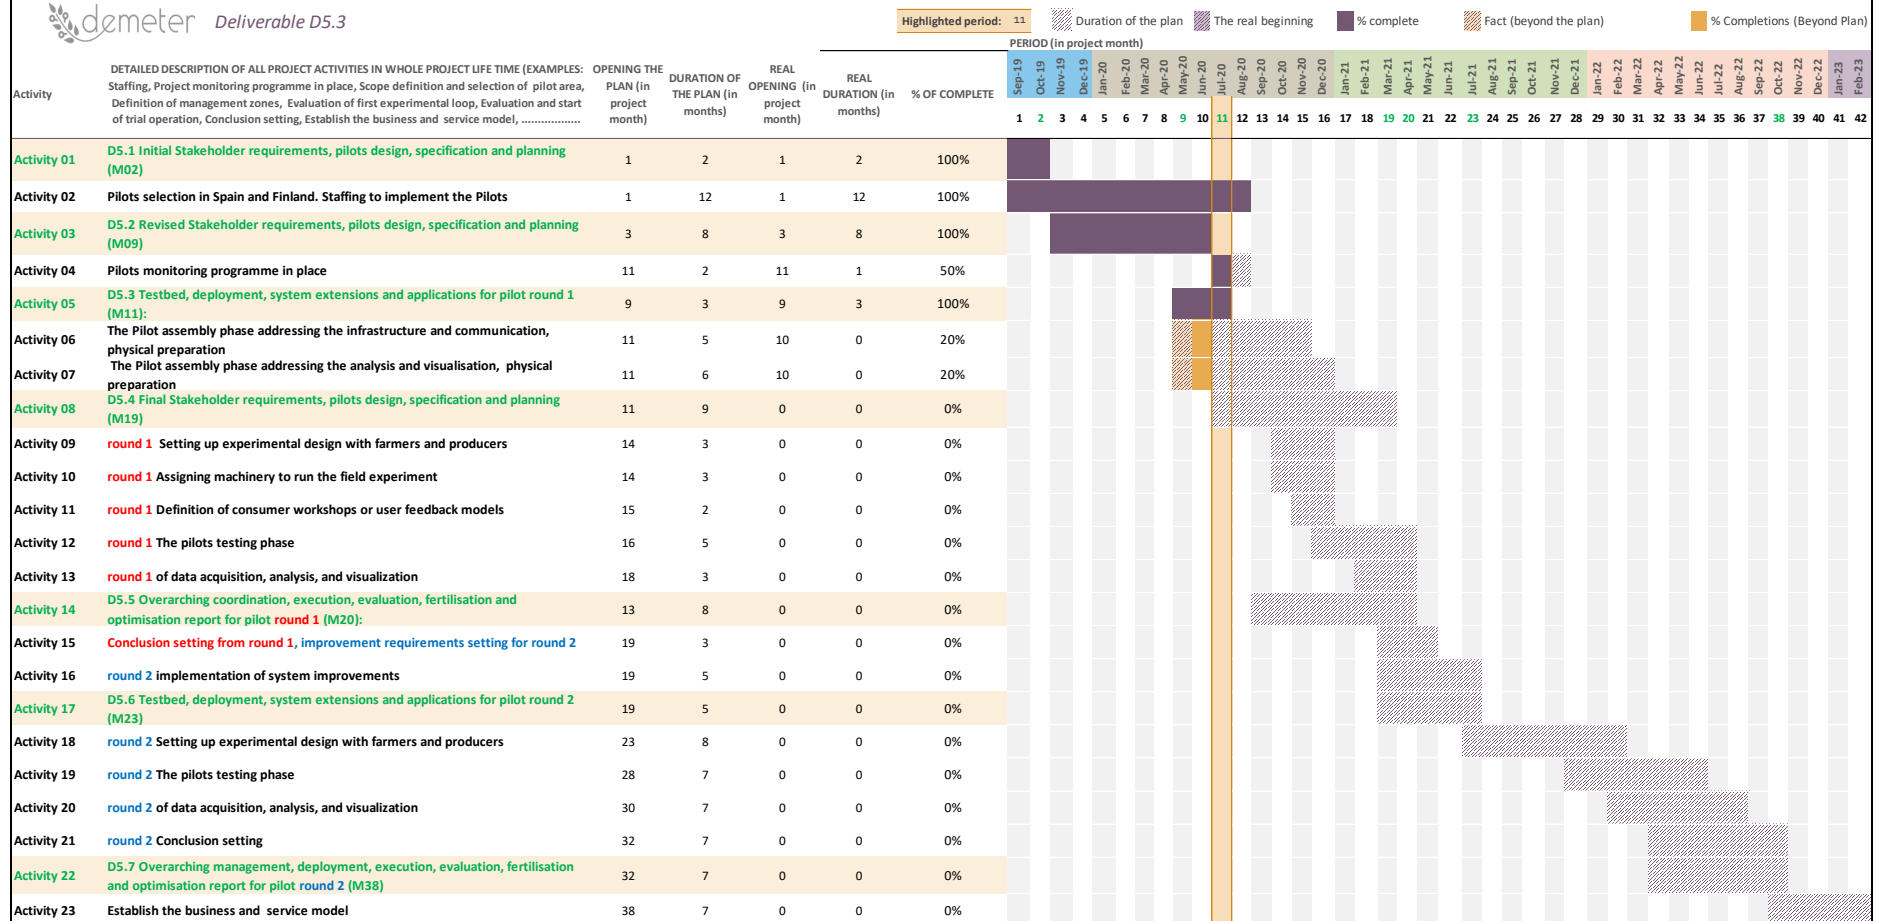 demeter Deliverable D5.3
Highlighted period: 11 Duration of the plan The real beginning % complete Fact (beyond the plan) % Completions (Beyond Plan)
PERIOD (in project month)
Activity
DETAILED DESCRIPTION OF ALL PROJECT ACTIVITIES IN WHOLE PROJECT LIFE TIME (EXAMPLES:
Staffing, Project monitoring programme in place, Scope definition and selection of pilot area,
Definition of management zones, Evaluation of first experimental loop, Evaluation and start
of trial operation, Conclusion setting, Establish the business and service model, ..................
OPENING THE
PLAN (in
project
month)
DURATION OF
THE PLAN (in
months)
REAL
OPENING (in
project
month)
REAL
DURATION (in
months)
% OF COMPLETE
Sep-19 Oct-19 Nov-19 Dec-19 Jan-20 Feb-20 Mar-20 Apr-20 May-20 Jun-20 Jul-20 Aug-20 Sep-20 Oct-20 Nov-20 Dec-20 Jan-21 Feb-21 Mar-21 Apr-21 May-21 Jun-21 Jul-21 Aug-21 Sep-21 Oct-21 Nov-21 Dec-21 Jan-22 Feb-22 Mar-22 Apr-22 May-22 Jun-22 Jul-22 Aug-22 Sep-22 Oct-22 Nov-22 Dec-22 Jan-23 Feb-23
1 2 3 4 5 6 7 8 9 10 11 12 13 14 15 16 17 18 19 20 21 22 23 24 25 26 27 28 29 30 31 32 33 34 35 36 37 38 39 40 41 42
Activity 01 D5.1 Initial Stakeholder requirements, pilots design, specification and planning
(M02) 1 2 1 2 100%
Activity 02 Pilots selection in Spain and Finland. Staffing to implement the Pilots 1 12 1 12 100%
Activity 03 D5.2 Revised Stakeholder requirements, pilots design, specification and planning
(M09) 3 8 3 8 100%
Activity 04 Pilots monitoring programme in place 11 2 11 1 50%
Activity 05 D5.3 Testbed, deployment, system extensions and applications for pilot round 1
(M11): 9 3 9 3 100%
Activity 06 The Pilot assembly phase addressing the infrastructure and communication,
physical preparation 11 5 10 0 20%
Activity 07 The Pilot assembly phase addressing the analysis and visualisation, physical
preparation 11 6 10 0 20%
Activity 08 D5.4 Final Stakeholder requirements, pilots design, specification and planning
(M19) 11 9 0 0 0%
Activity 09 round 1 Setting up experimental design with farmers and producers 14 3 0 0 0%
Activity 10 round 1 Assigning machinery to run the field experiment 14 3 0 0 0%
Activity 11 round 1 Definition of consumer workshops or user feedback models 15 2 0 0 0%
Activity 12 round 1 The pilots testing phase 16 5 0 0 0%
Activity 13 round 1 of data acquisition, analysis, and visualization 18 3 0 0 0%
Activity 14 D5.5 Overarching coordination, execution, evaluation, fertilisation and
optimisation report for pilot round 1 (M20): 13 8 0 0 0%
Activity 15 Conclusion setting from round 1, improvement requirements setting for round 2 19 3 0 0 0%
Activity 16 round 2 implementation of system improvements 19 5 0 0 0%
Activity 17 D5.6 Testbed, deployment, system extensions and applications for pilot round 2
(M23) 19 5 0 0 0%
Activity 18 round 2 Setting up experimental design with farmers and producers 23 8 0 0 0%
Activity 19 round 2 The pilots testing phase 28 7 0 0 0%
Activity 20 round 2 of data acquisition, analysis, and visualization 30 7 0 0 0%
Activity 21 round 2 Conclusion setting 32 7 0 0 0%
Activity 22 D5.7 Overarching management, deployment, execution, evaluation, fertilisation
and optimisation report for pilot round 2 (M38) 32 7 0 0 0%
Activity 23 Establish the business and service model 38 7 0 0 0%